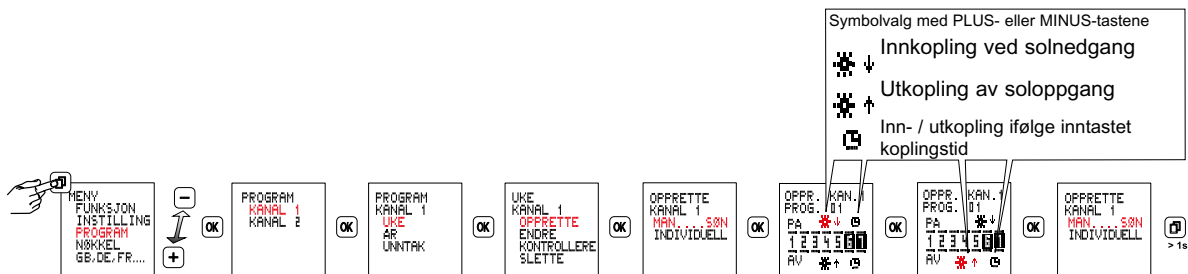 Symbolvalg med PLUS- eller MINUS-tastene
Innkopling ved solnedgang
Utkopling av soloppgang
Inn- / utkopling ifølge inntastet
koplingstid
MENY
FUNKSJON
INSTILLING
PROGRAM
NØKKEL
GB,DE,FR....
OK
PROGRAM
KANAL 1
KANAL 2
OK
PROGRAM
KANAL 1
UKE
ÅR
UNNTAK
OK
UKE
KANAL 1
OPPRETTE
ENDRE
KONTROLLERE
SLETTE
OK
OPPRETTE
KANAL 1
MAN....SØN
INDIVIDUELL
OK
OPPR. KAN.1
PROG. 01
PÅ
1 2 3 4 5 6 7
AV
OK
OPPR. KAN.1
PROG. 01
PÅ
1 2 3 4 5 6 7
AV
OK
OPPRETTE
KANAL 1
MAN....SØN
INDIVIDUELL
> 1s